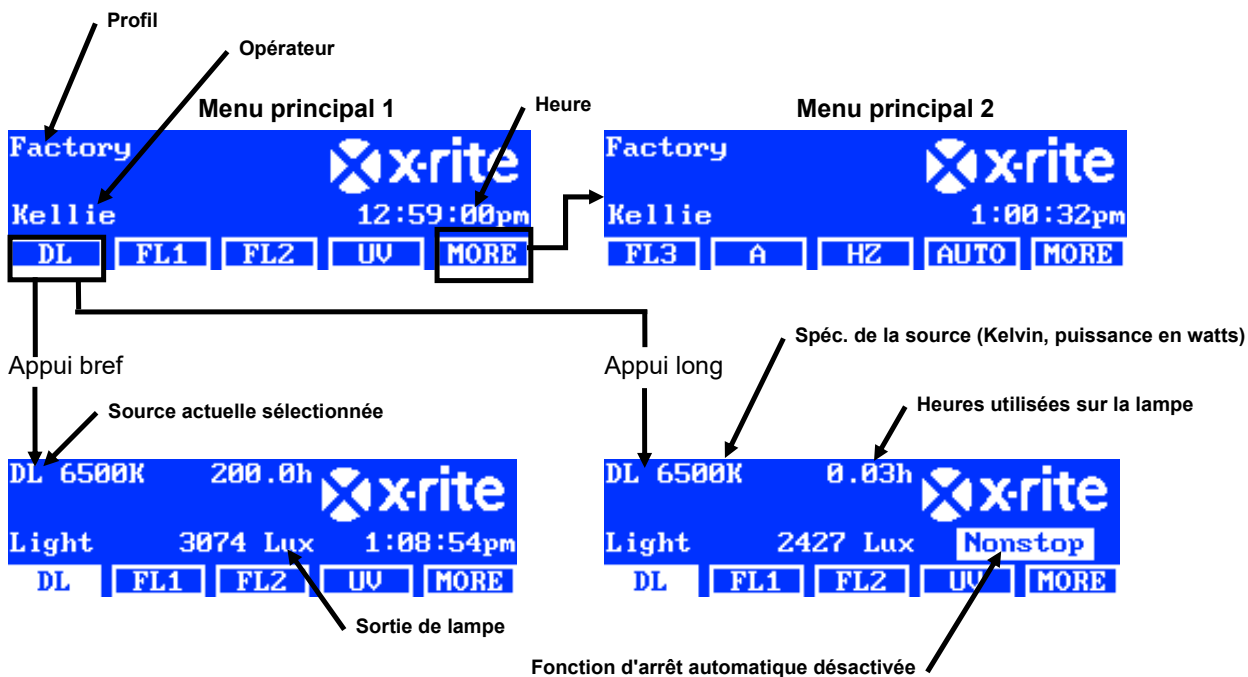 Profil
Opérateur
Menu principal 1
Heure
Menu principal 2
Factory
x-rite
Kellie
12:59:00pm
DL FL1 FL2 UV MORE
Factory
x-rite
Kellie
1:00:32pm
FL3 A HZ AUTO MORE
Appui bref
Appui long
Spéc. de la source (Kelvin, puissance en watts)
Source actuelle sélectionnée
Heures utilisées sur la lampe
DL 6500K 200.0h
x-rite
Light 3074 Lux 1:08:54pm
DL FL1 FL2 UV MORE
DL 6500K 0.03h
x-rite
Light 2427 Lux Nonstop
DL FL1 FL2 UV MORE
Sortie de lampe
Fonction d'arrêt automatique désactivée